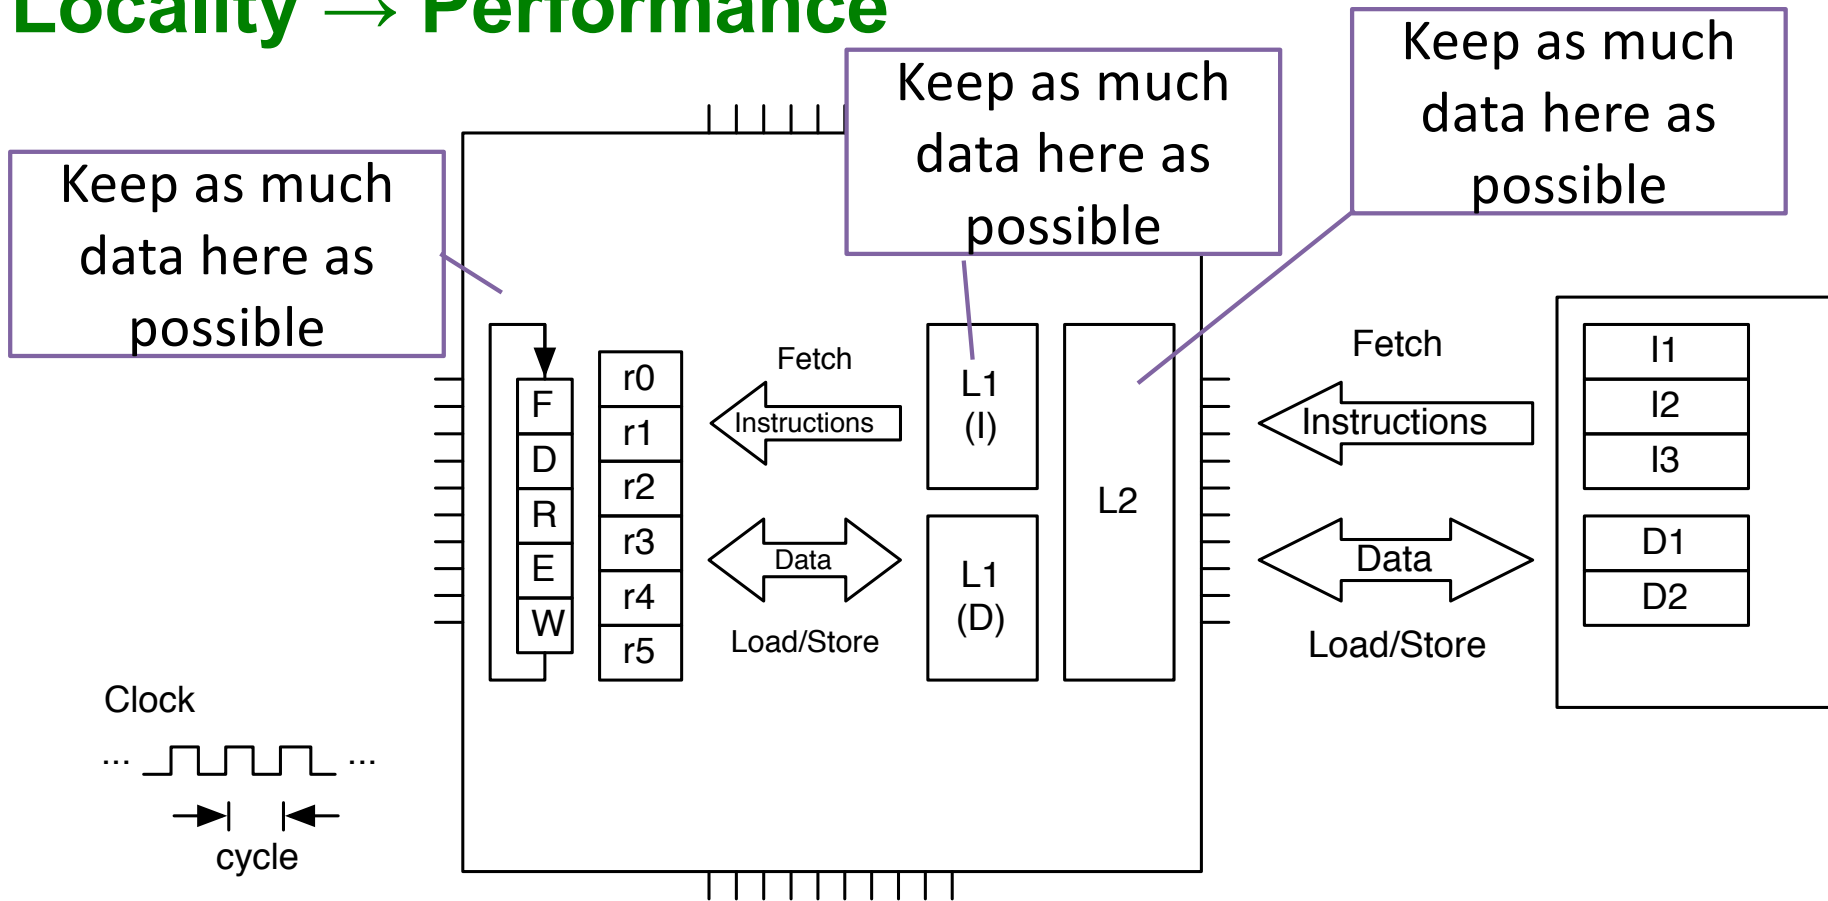 Locality → Performance
Keep as much
data here as
possible
Keep as much
data here as
possible
Keep as much
data here as
possible
F
D
R
E
W
r0
r1
r2
r3
r4
r5
Fetch
Instructions
Data
Load/Store
L1
(I)
L1
(D)
L2
Fetch
Instructions
Data
Load/Store
I1
I2
I3
D1
D2
Clock
... ...
cycle